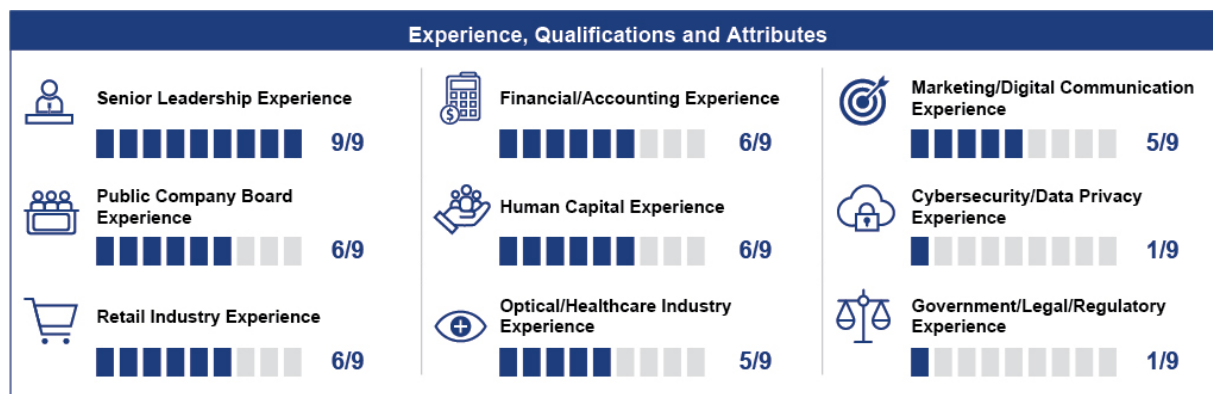 Experience, Qualifications and Attributes
Senior Leadership Experience
9/9
Public Company Board
Experience
6/9
Retail Industry Experience
6/9
$
Financial/Accounting Experience
6/9
Human Capital Experience
6/9
Optical/Healthcare Industry
Experience
5/9
Marketing/Digital Communication
Experience
5/9
Cybersecurity/Data Privacy
Experience
1/9
Government/Legal/Regulatory
Experience
1/9